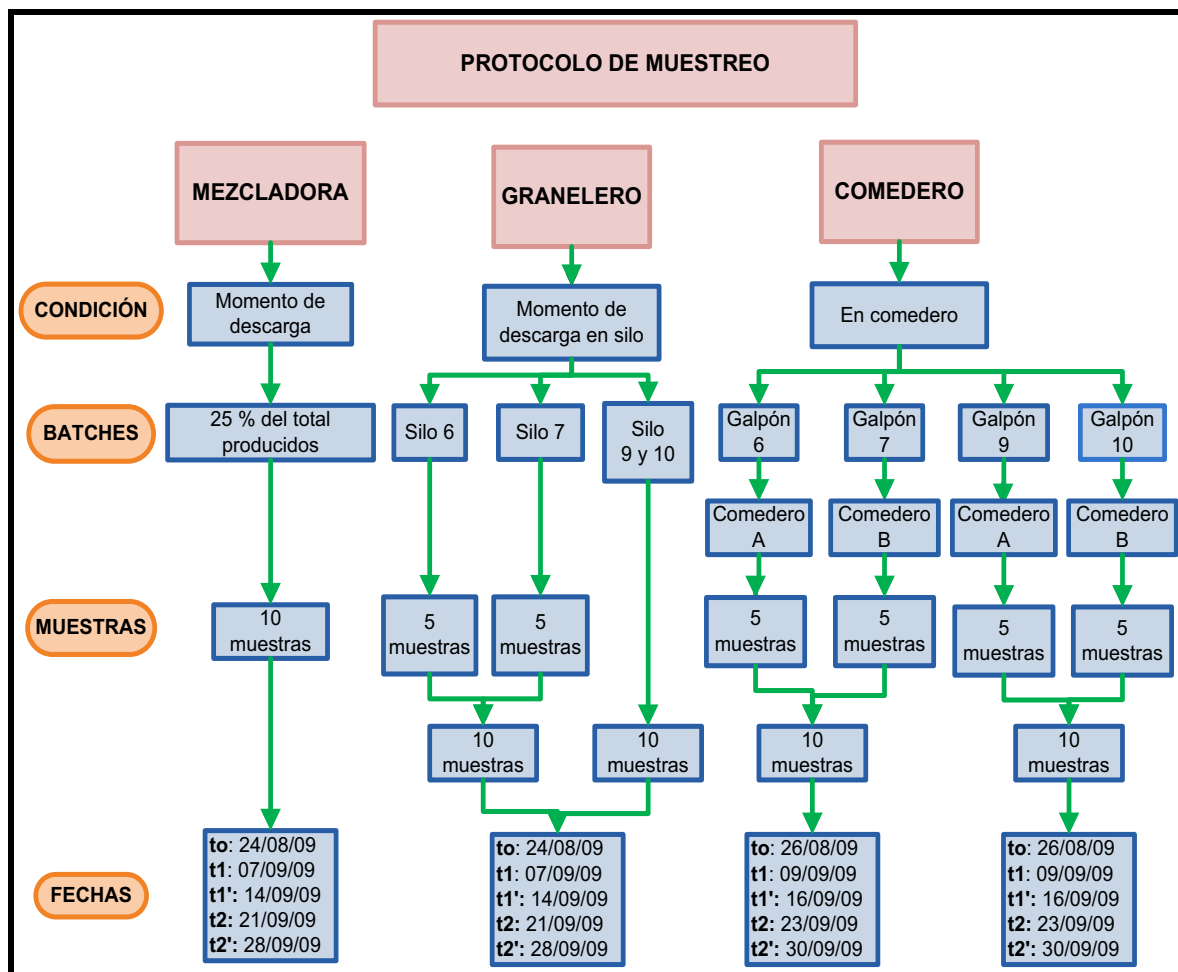 PROTOCOLO DE MUESTREO
MEZCLADORA
GRANELERO
COMEDERO
CONDICIÓN
Momento de
descarga
Momento de
descarga en silo
En comedero
BATCHES
25 % del total
producidos
Silo 6
Silo 7
Silo
9 y 10
Galpón
6
Galpón
7
Galpón
9
Galpón
10
Comedero
A
Comedero
B
Comedero
A
Comedero
B
MUESTRAS
10
muestras
5
muestras
5
muestras
5
muestras
5
muestras
5
muestras
5
muestras
10
muestras
10
muestras
10
muestras
10
muestras
FECHAS
to: 24/08/09
t1: 07/09/09
t1': 14/09/09
t2: 21/09/09
t2': 28/09/09
to: 24/08/09
t1: 07/09/09
t1': 14/09/09
t2: 21/09/09
t2': 28/09/09
to: 26/08/09
t1: 09/09/09
t1': 16/09/09
t2: 23/09/09
t2': 30/09/09
to: 26/08/09
t1: 09/09/09
t1': 16/09/09
t2: 23/09/09
t2': 30/09/09